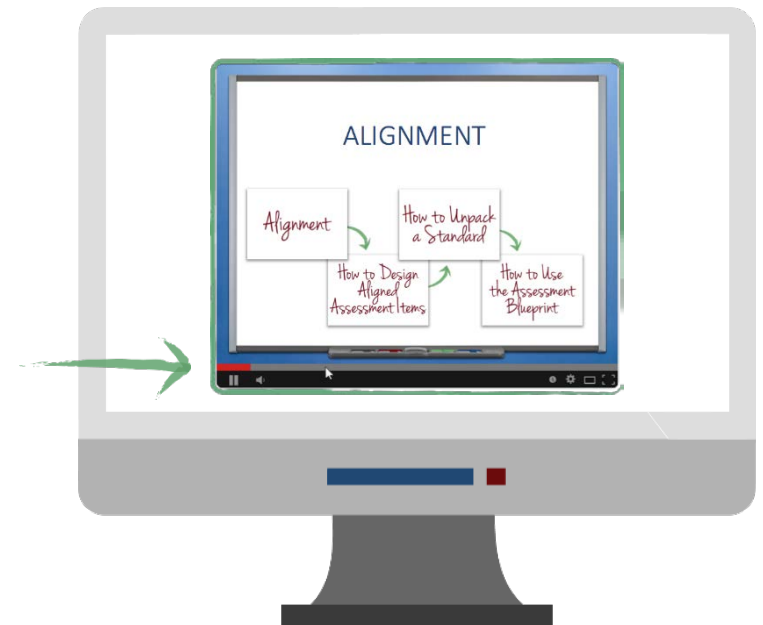 ALIGNMENT
Alignment
How to Design
Aligned
Assessment Items
How to Unpack
a Standard
How to Use
the Assessment
Blueprint